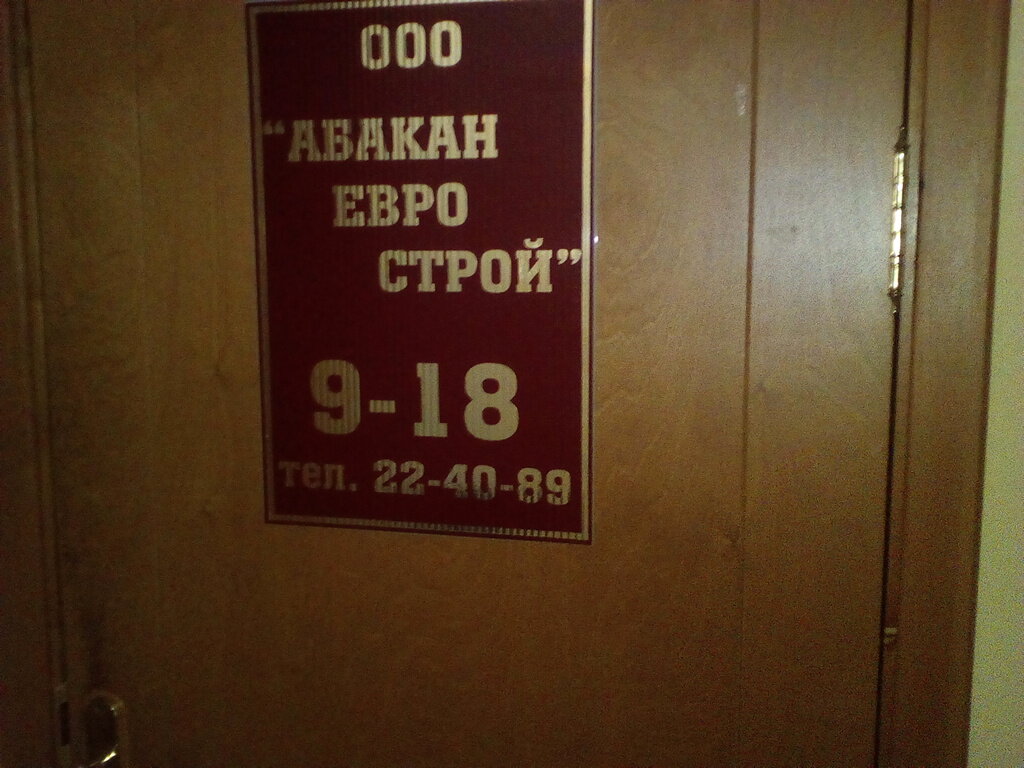 ООО
“АБАКАН
ЕВРО
СТРОЙ”
9-18
тел. 22-40-89